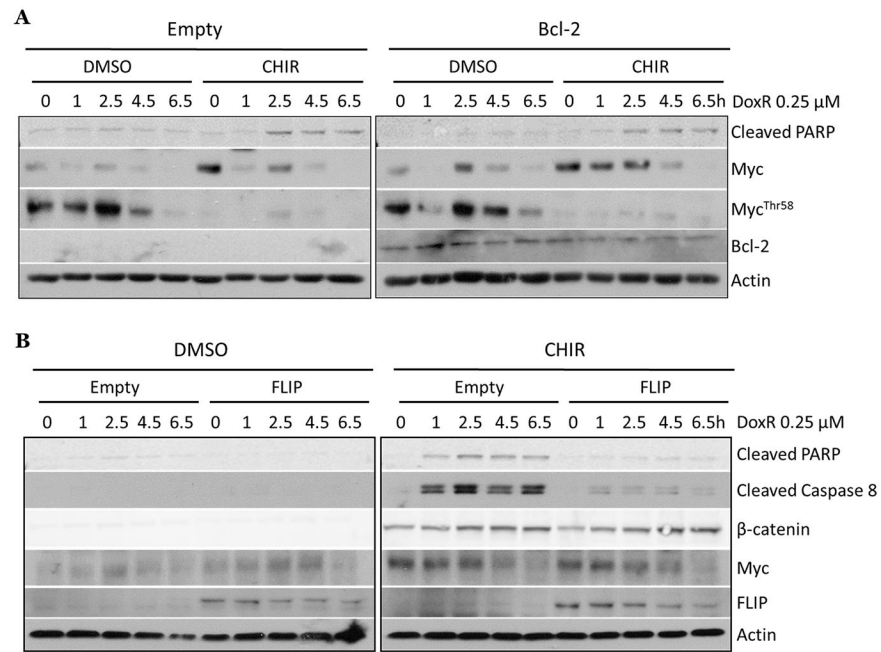 A
Empty Bcl-2
DMSO CHIR DMSO CHIR
0 1 2.5 4.5 6.5 0 1 2.5 4.5 6.5 0 1 2.5 4.5 6.5 0 1 2.5 4.5 6.5h DoxR 0.25 µM
Cleaved PARP
Myc
Myc^Thr58
Bcl-2
Actin
B
DMSO CHIR
Empty FLIP Empty FLIP
0 1 2.5 4.5 6.5 0 1 2.5 4.5 6.5 0 1 2.5 4.5 6.5 0 1 2.5 4.5 6.5h DoxR 0.25 µM
Cleaved PARP
Cleaved Caspase 8
β-catenin
Myc
FLIP
Actin